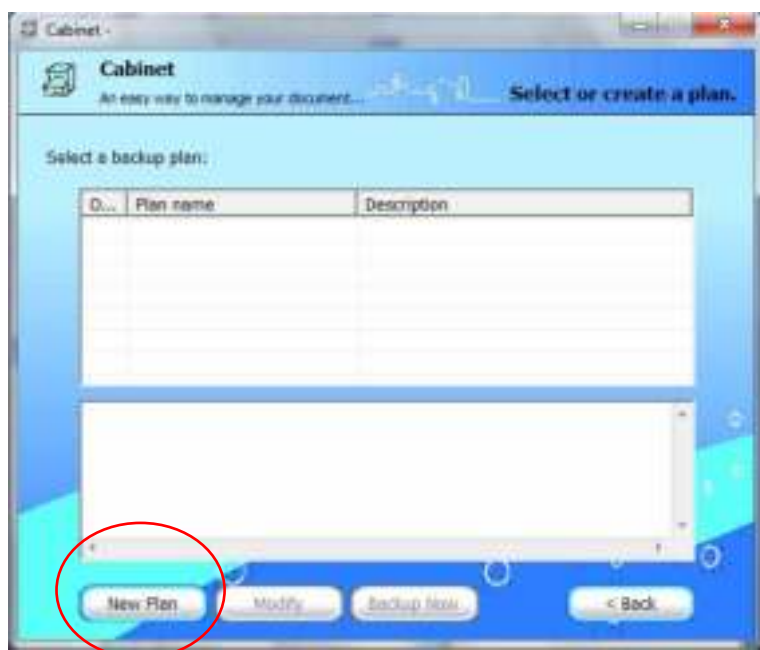 Cabinet -
Cabinet
An easy way to manage your document...
Select or create a plan.
Select a backup plan:
D... Plan name Description
New Plan Modify Backup Now < Back